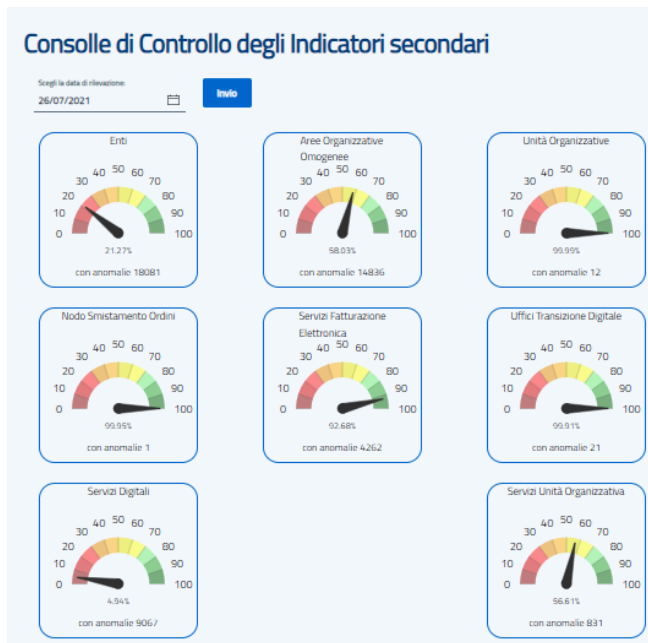 Consolle di Controllo degli Indicatori secondari
Scegli la data di rilevazione:
26/07/2021
Invio
Enti
0 10 20 30 40 50 60 70 80 90 100
21.27%
con anomalie 18081
Aree Organizzative
Omogenee
0 10 20 30 40 50 60 70 80 90 100
58.03%
con anomalie 14836
Unità Organizzative
0 10 20 30 40 50 60 70 80 90 100
99.99%
con anomalie 12
Nodo Smistamento Ordini
0 10 20 30 40 50 60 70 80 90 100
99.95%
con anomalie 1
Servizi Fatturazione
Elettronica
0 10 20 30 40 50 60 70 80 90 100
92.68%
con anomalie 4262
Uffici Transizione Digitale
0 10 20 30 40 50 60 70 80 90 100
99.91%
con anomalie 21
Servizi Digitali
0 10 20 30 40 50 60 70 80 90 100
4.94%
con anomalie 9067
Servizi Unità Organizzativa
0 10 20 30 40 50 60 70 80 90 100
56.61%
con anomalie 831